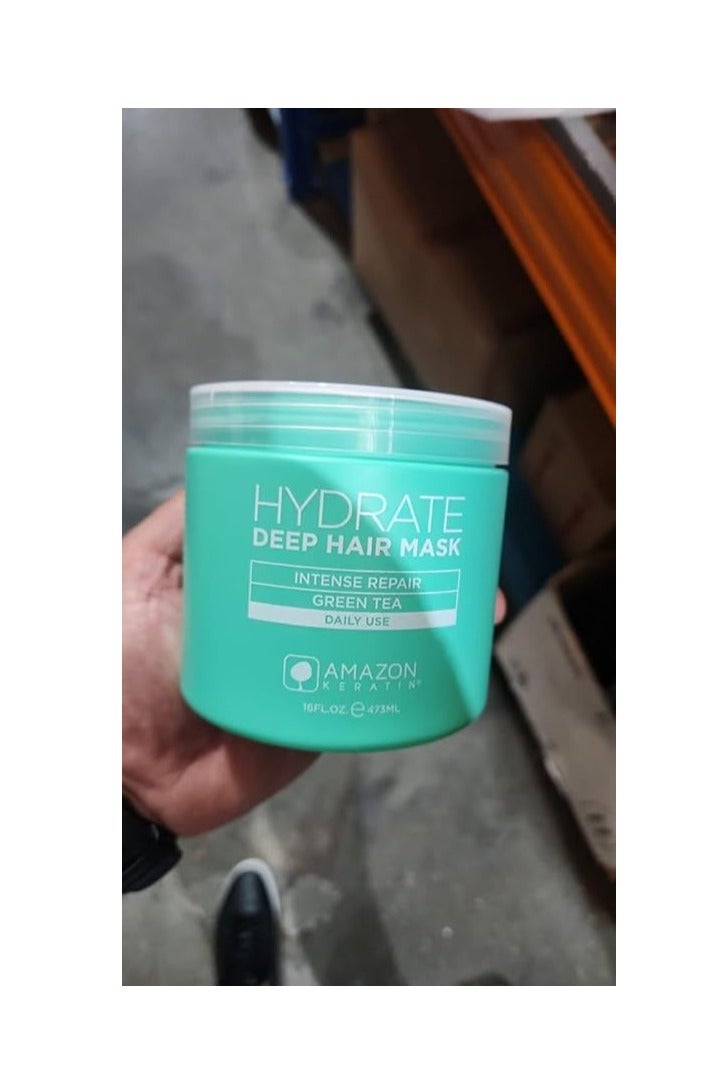 HYDRATE
DEEP HAIR MASK
INTENSE REPAIR
GREEN TEA
DAILY USE
AMAZON
KERATIN®
16FL.OZ. ℮ 473ML